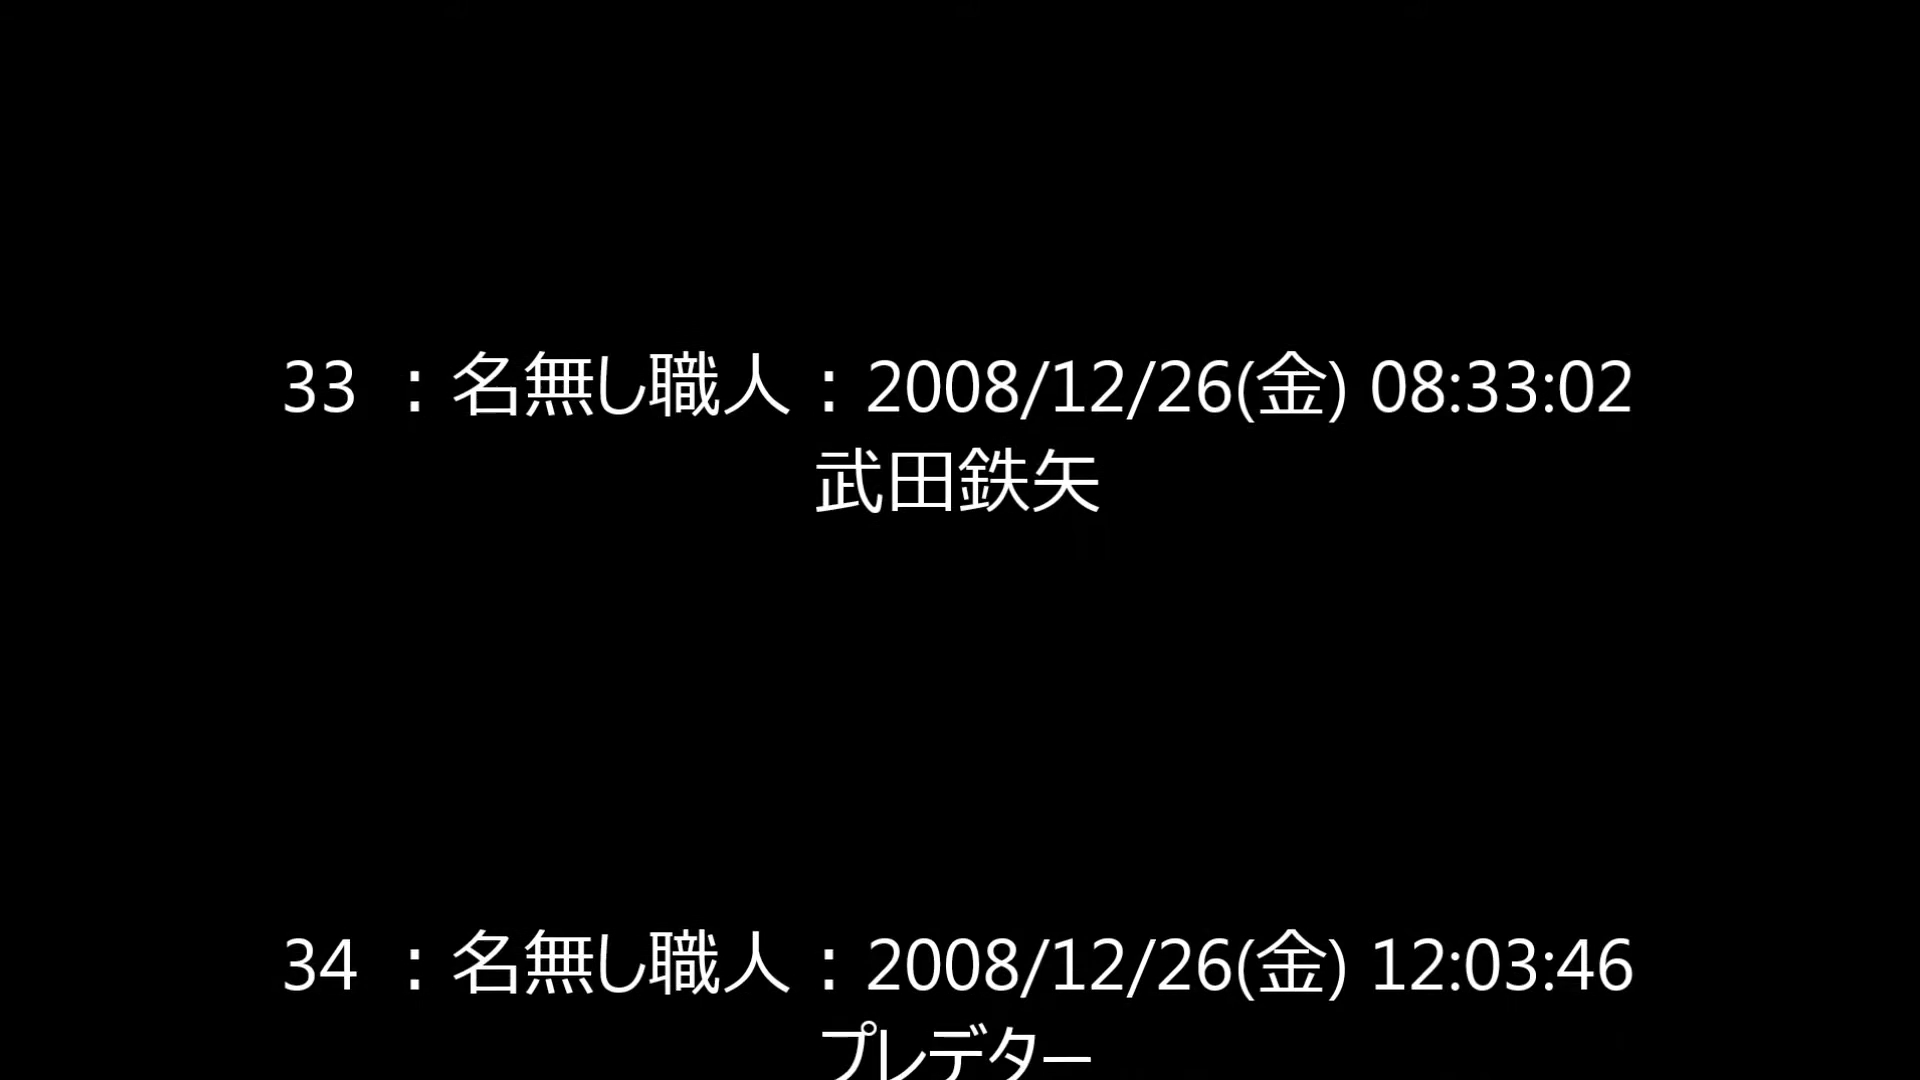 33 ：名無し職人：2008/12/26(金) 08:33:02
武田鉄矢
34 ：名無し職人：2008/12/26(金) 12:03:46
プレデター